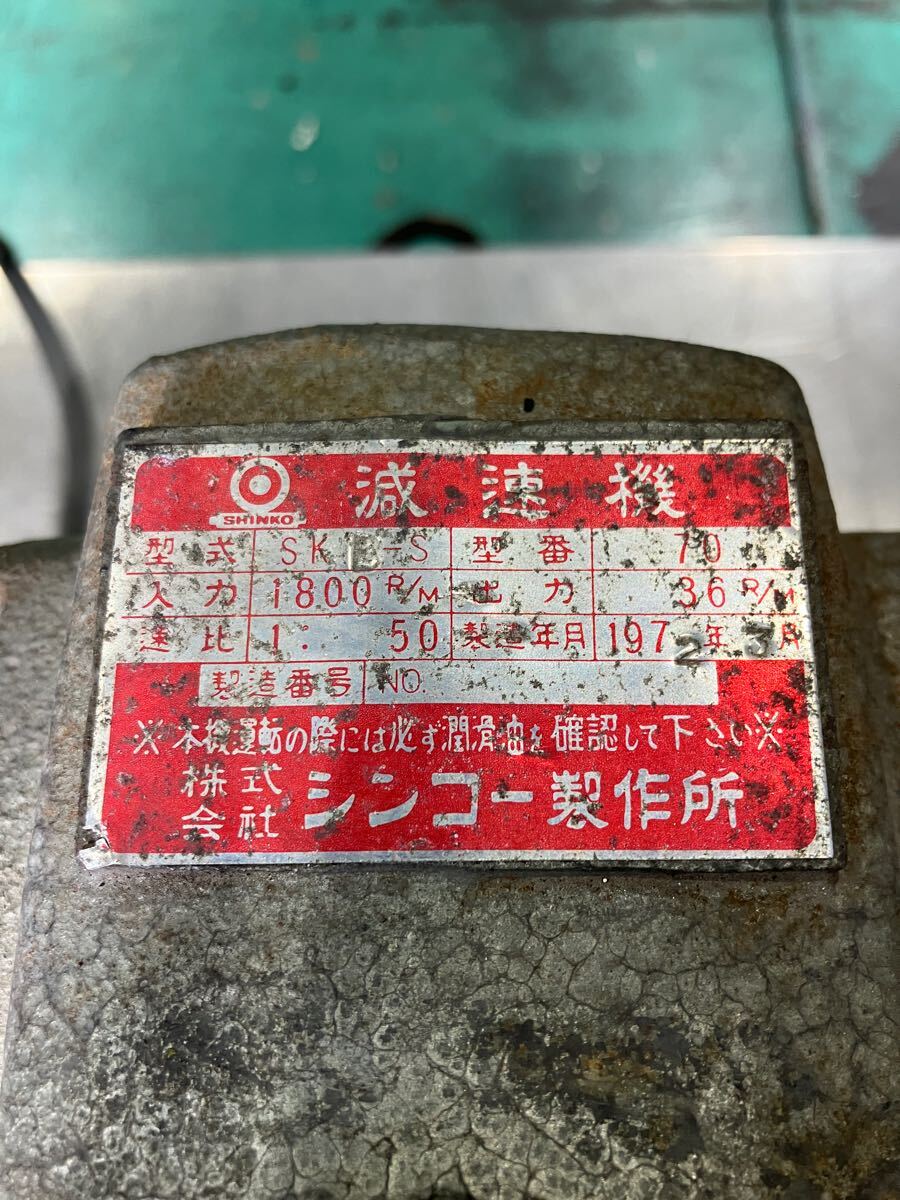 SHINKO 減速機
型式 SKB-S 型番 70
入力 1800 R/M 出力 36 R/M
速比 1: 50 製造年月 1972年3月
製造番号 NO.
※本機運転の際には必ず潤滑油を確認して下さい※
株式会社 シンコー製作所